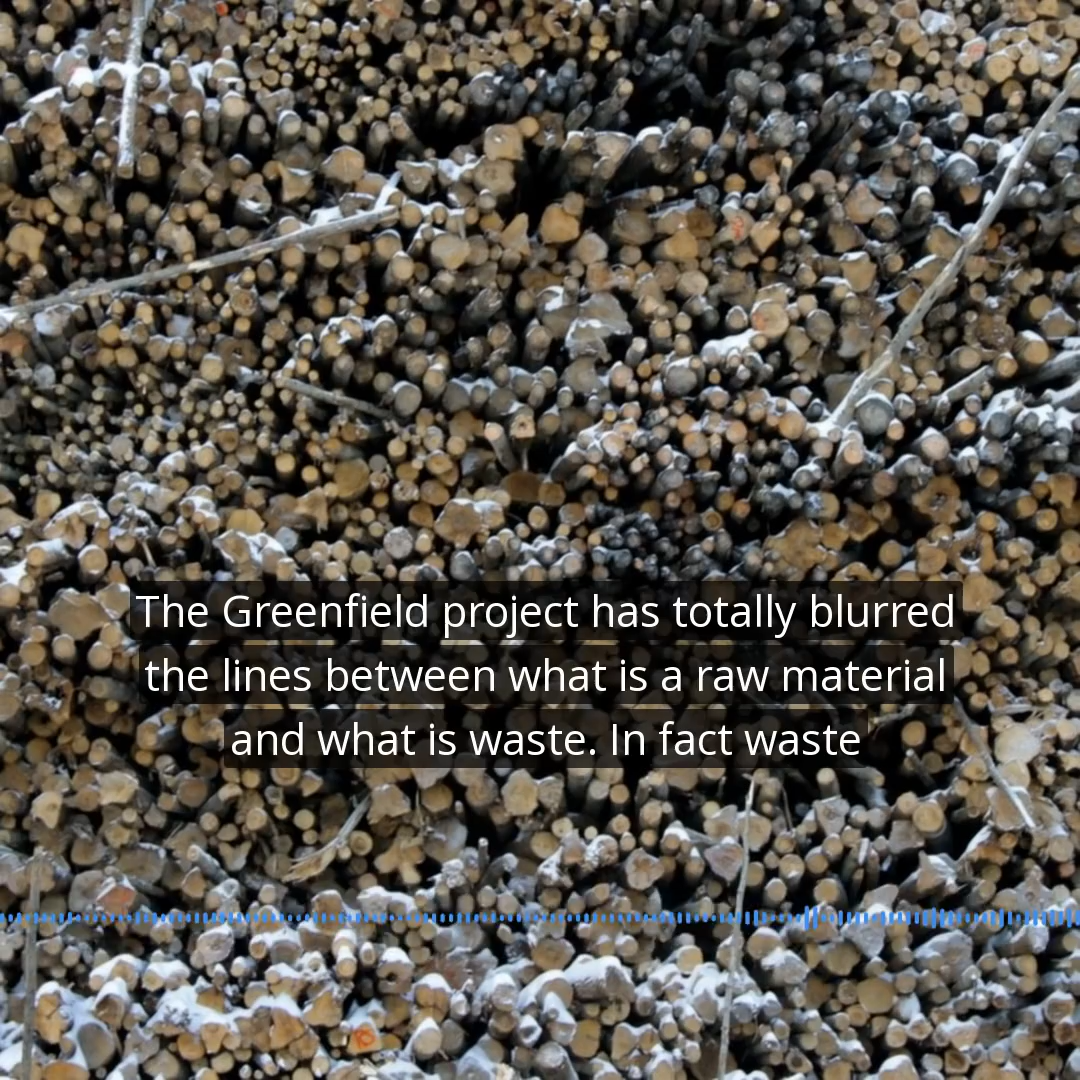 The Greenfield project has totally blurred
the lines between what is a raw material
and what is waste. In fact waste